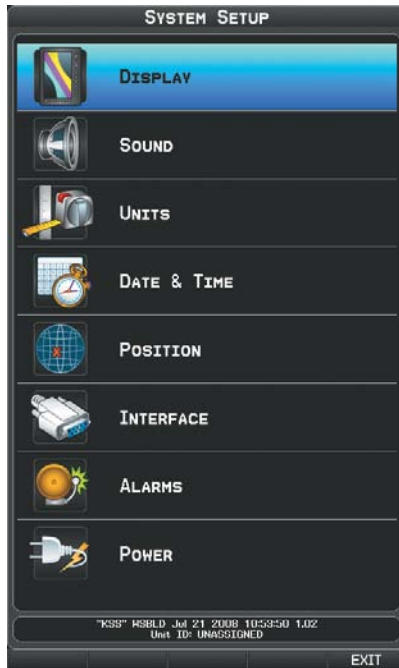 SYSTEM SETUP
DISPLAY
SOUND
UNITS
DATE & TIME
POSITION
INTERFACE
ALARMS
POWER
"KSS" WSBLD Jul 21 2008 10:53:50 1.02
Unit ID: UNASSIGNED
EXIT